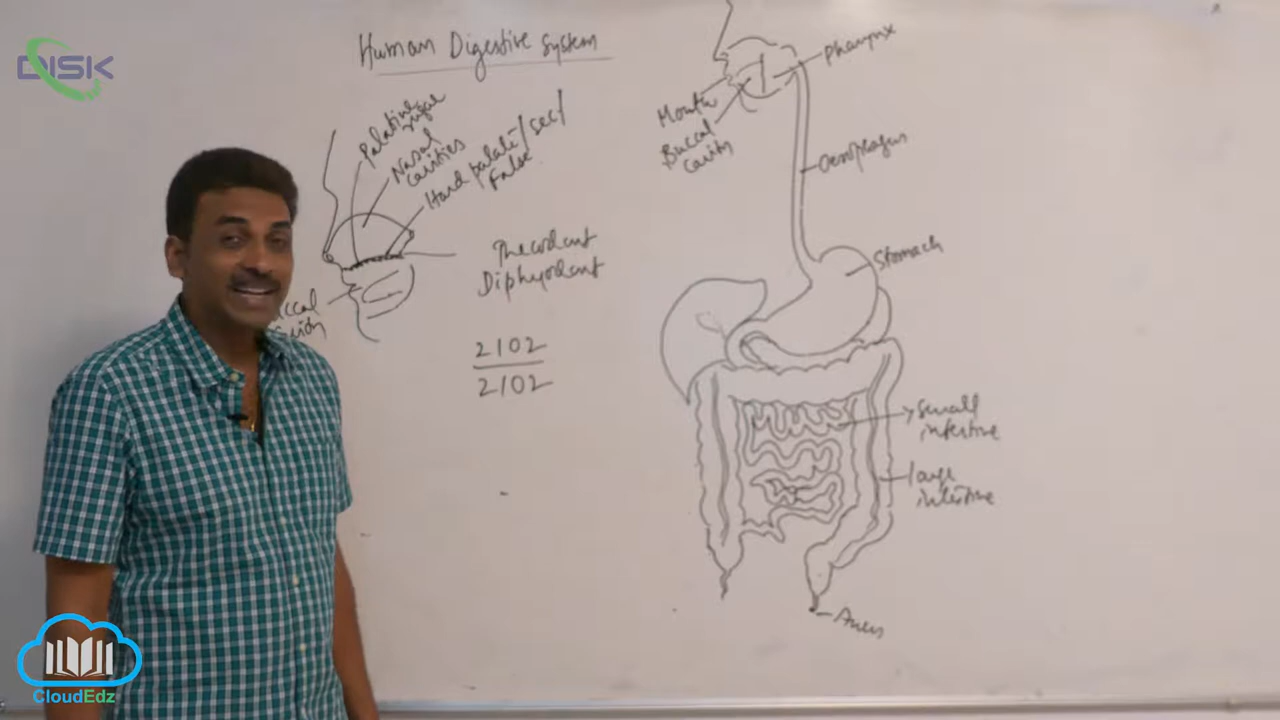 DISK
Human Digestive System
Palatine
rugae
Nasal
cavities
Hard palate/sec/
False
Thecodont
Diphyodont
2102
2102
Pharynx
Mouth
Buccal
cavity
Oesophagus
Stomach
Small
intestine
large
intestine
Anus
CloudEdz